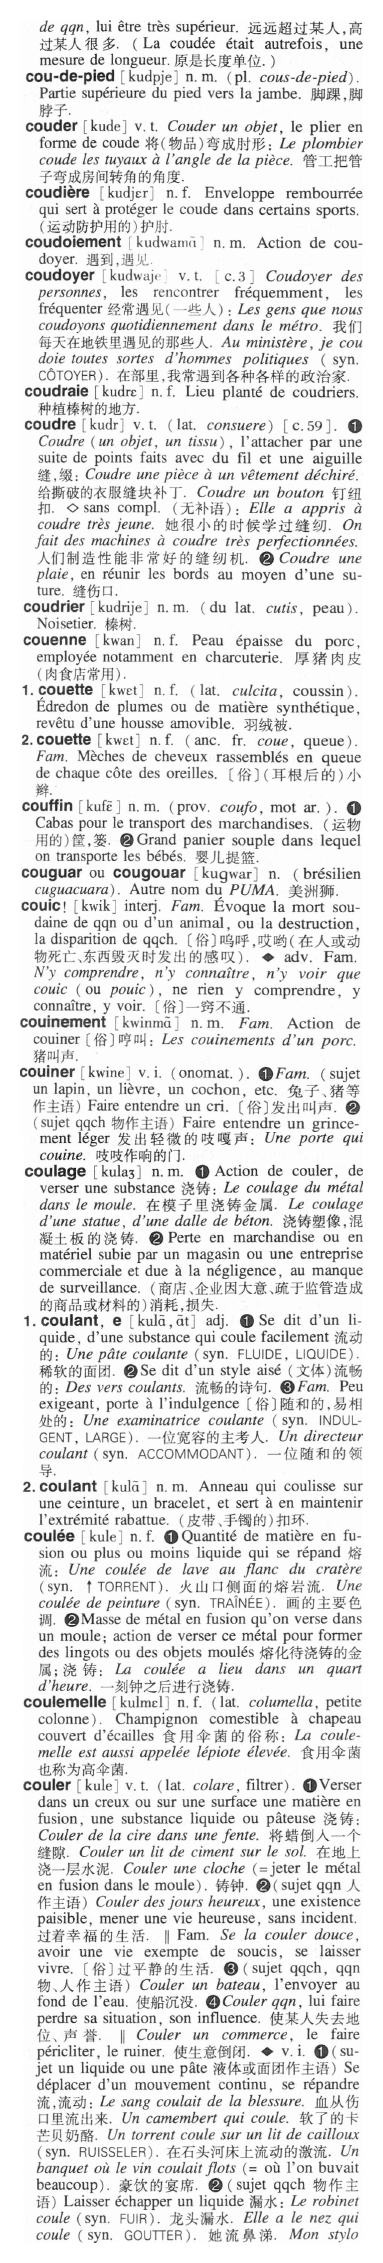 de qqn, lui être très supérieur. 远远超过某人,高
过某人很多. (La coudée était autrefois, une
mesure de longueur. 原是长度单位.)
cou-de-pied [kudpje] n. m. (pl. cous-de-pied).
Partie supérieure du pied vers la jambe. 脚踝,脚
脖子.
couder [kude] v. t. Couder un objet, le plier en
forme de coude 将(物品)弯成肘形: Le plombier
coude les tuyaux à l'angle de la pièce. 管工把管
子弯成房间转角的角度.
coudière [kudjɛr] n. f. Enveloppe rembourrée
qui sert à protéger le coude dans certains sports.
(运动防护用的)护肘.
coudoiement [kudwamɑ̃] n. m. Action de cou-
doyer. 遇到,遇见.
coudoyer [kudwaje] v. t. [c. 3] Coudoyer des
personnes, les rencontrer fréquemment, les
fréquenter 经常遇见(一些人): Les gens que nous
coudoyons quotidiennement dans le métro. 我们
每天在地铁里遇见的那些人. Au ministère, je cou
doie toutes sortes d'hommes politiques (syn.
CÔTOYER). 在部里,我常遇到各种各样的政治家.
coudraie [kudrɛ] n. f. Lieu planté de coudriers.
种植榛树的地方.
coudre [kudr] v. t. (lat. consuere) [c. 59]. ❶
Coudre (un objet, un tissu), l'attacher par une
suite de points faits avec du fil et une aiguille
缝,缀: Coudre une pièce à un vêtement déchiré.
给撕破的衣服缝块补丁. Coudre un bouton 钉纽
扣. ◇ sans compl. (无补语): Elle a appris à
coudre très jeune. 她很小的时候学过缝纫. On
fait des machines à coudre très perfectionnées.
人们制造性能非常好的缝纫机. ❷ Coudre une
plaie, en réunir les bords au moyen d'une su-
ture. 缝伤口.
coudrier [kudrije] n. m. (du lat. cutis, peau).
Noisetier. 榛树.
couenne [kwan] n. f. Peau épaisse du porc,
employée notamment en charcuterie. 厚猪肉皮
(肉食店常用).
1. couette [kwɛt] n. f. (lat. culcita, coussin).
Édredon de plumes ou de matière synthétique,
revêtu d'une housse amovible. 羽绒被.
2. couette [kwɛt] n. f. (anc. fr. coue, queue).
Fam. Mèches de cheveux rassemblés en queue
de chaque côte des oreilles. 〔俗〕(耳根后的)小
辫.
couffin [kufɛ̃] n. m. (prov. coufo, mot ar.). ❶
Cabas pour le transport des marchandises. (运物
用的)筐,篓. ❷ Grand panier souple dans lequel
on transporte les bébés. 婴儿提篮.
couguar ou cougouar [kugwar] n. (brésilien
cuguacuara). Autre nom du PUMA. 美洲狮.
couic! [kwik] interj. Fam. Évoque la mort sou-
daine de qqn ou d'un animal, ou la destruction,
la disparition de qqch. 〔俗〕呜呼,哎哟(在人或动
物死亡、东西毁灭时发出的感叹). ◆ adv. Fam.
N'y comprendre, n'y connaître, n'y voir que
couic (ou pouic), ne rien y comprendre, y
connaître, y voir. 〔俗〕一窍不通.
couinement [kwinmɑ̃] n. m. Fam. Action de
couiner〔俗〕哼叫: Les couinements d'un porc.
猪叫声.
couiner [kwine] v. i. (onomat.). ❶ Fam. (sujet
un lapin, un lièvre, un cochon, etc. 兔子、猪等
作主语) Faire entendre un cri. 〔俗〕发出叫声. ❷
(sujet qqch 物作主语) Faire entendre un grince-
ment léger 发出轻微的吱嘎声: Une porte qui
couine. 吱吱作响的门.
coulage [kulaʒ] n. m. ❶ Action de couler, de
verser une substance 浇铸: Le coulage du métal
dans le moule. 在模子里浇铸金属. Le coulage
d'une statue, d'une dalle de béton. 浇铸塑像,混
凝土板的浇铸. ❷ Perte en marchandise ou en
matériel subie par un magasin ou une entreprise
commerciale et due à la négligence, au manque
de surveillance. (商店、企业因大意、疏于监管造成
的商品或材料的)消耗,损失.
1. coulant, e [kulɑ̃, ɑ̃t] adj. ❶ Se dit d'un li-
quide, d'une substance qui coule facilement 流动
的: Une pâte coulante (syn. FLUIDE, LIQUIDE).
稀软的面团. ❷ Se dit d'un style aisé (文体)流畅
的: Des vers coulants. 流畅的诗句. ❸ Fam. Peu
exigeant, porte à l'indulgence〔俗〕随和的,易相
处的: Une examinatrice coulante (syn. INDUL-
GENT, LARGE). 一位宽容的主考人. Un directeur
coulant (syn. ACCOMMODANT). 一位随和的领
导.
2. coulant [kulɑ̃] n. m. Anneau qui coulisse sur
une ceinture, un bracelet, et sert à en maintenir
l'extrémité rabattue. (皮带、手镯的)扣环.
coulée [kule] n. f. ❶ Quantité de matière en fu-
sion ou plus ou moins liquide qui se répand 熔
流: Une coulée de lave au flanc du cratère
(syn. ↑ TORRENT). 火山口侧面的熔岩流. Une
coulée de peinture (syn. TRAÎNÉE). 画的主要色
调. ❷ Masse de métal en fusion qu'on verse dans
un moule; action de verser ce métal pour former
des lingots ou des objets moulés 熔化待浇铸的金
属; 浇铸: La coulée a lieu dans un quart
d'heure. 一刻钟之后进行浇铸.
coulemelle [kulmɛl] n. f. (lat. columella, petite
colonne). Champignon comestible à chapeau
couvert d'écailles 食用伞菌的俗称: La coule-
melle est aussi appelée lépiote élevée. 食用伞菌
也称为高伞菌.
couler [kule] v. t. (lat. colare, filtrer). ❶ Verser
dans un creux ou sur une surface une matière en
fusion, une substance liquide ou pâteuse 浇铸:
Couler de la cire dans une fente. 将蜡倒入一个
缝隙. Couler un lit de ciment sur le sol. 在地上
浇一层水泥. Couler une cloche (= jeter le métal
en fusion dans le moule). 铸钟. ❷ (sujet qqn 人
作主语) Couler des jours heureux, une existence
paisible, mener une vie heureuse, sans incident.
过着幸福的生活. ‖ Fam. Se la couler douce,
avoir une vie exempte de soucis, se laisser
vivre. 〔俗〕过平静的生活. ❸ (sujet qqch, qqn
物、人作主语) Couler un bateau, l'envoyer au
fond de l'eau. 使船沉没. ❹ Couler qqn, lui faire
perdre sa situation, son influence. 使某人失去地
位、声誉. ‖ Couler un commerce, le faire
péricliter, le ruiner. 使生意倒闭. ◆ v. i. ❶ (su-
jet un liquide ou une pâte 液体或面团作主语) Se
déplacer d'un mouvement continu, se répandre
流,流动: Le sang coulait de la blessure. 血从伤
口里流出来. Un camembert qui coule. 软了的卡
芒贝奶酪. Un torrent coule sur un lit de cailloux
(syn. RUISSELER). 在石头河床上流动的激流. Un
banquet où le vin coulait flots (= où l'on buvait
beaucoup). 豪饮的宴席. ❷ (sujet qqch 物作主
语) Laisser échapper un liquide 漏水: Le robinet
coule (syn. FUIR). 龙头漏水. Elle a le nez qui
coule (syn. GOUTTER). 她流鼻涕. Mon stylo